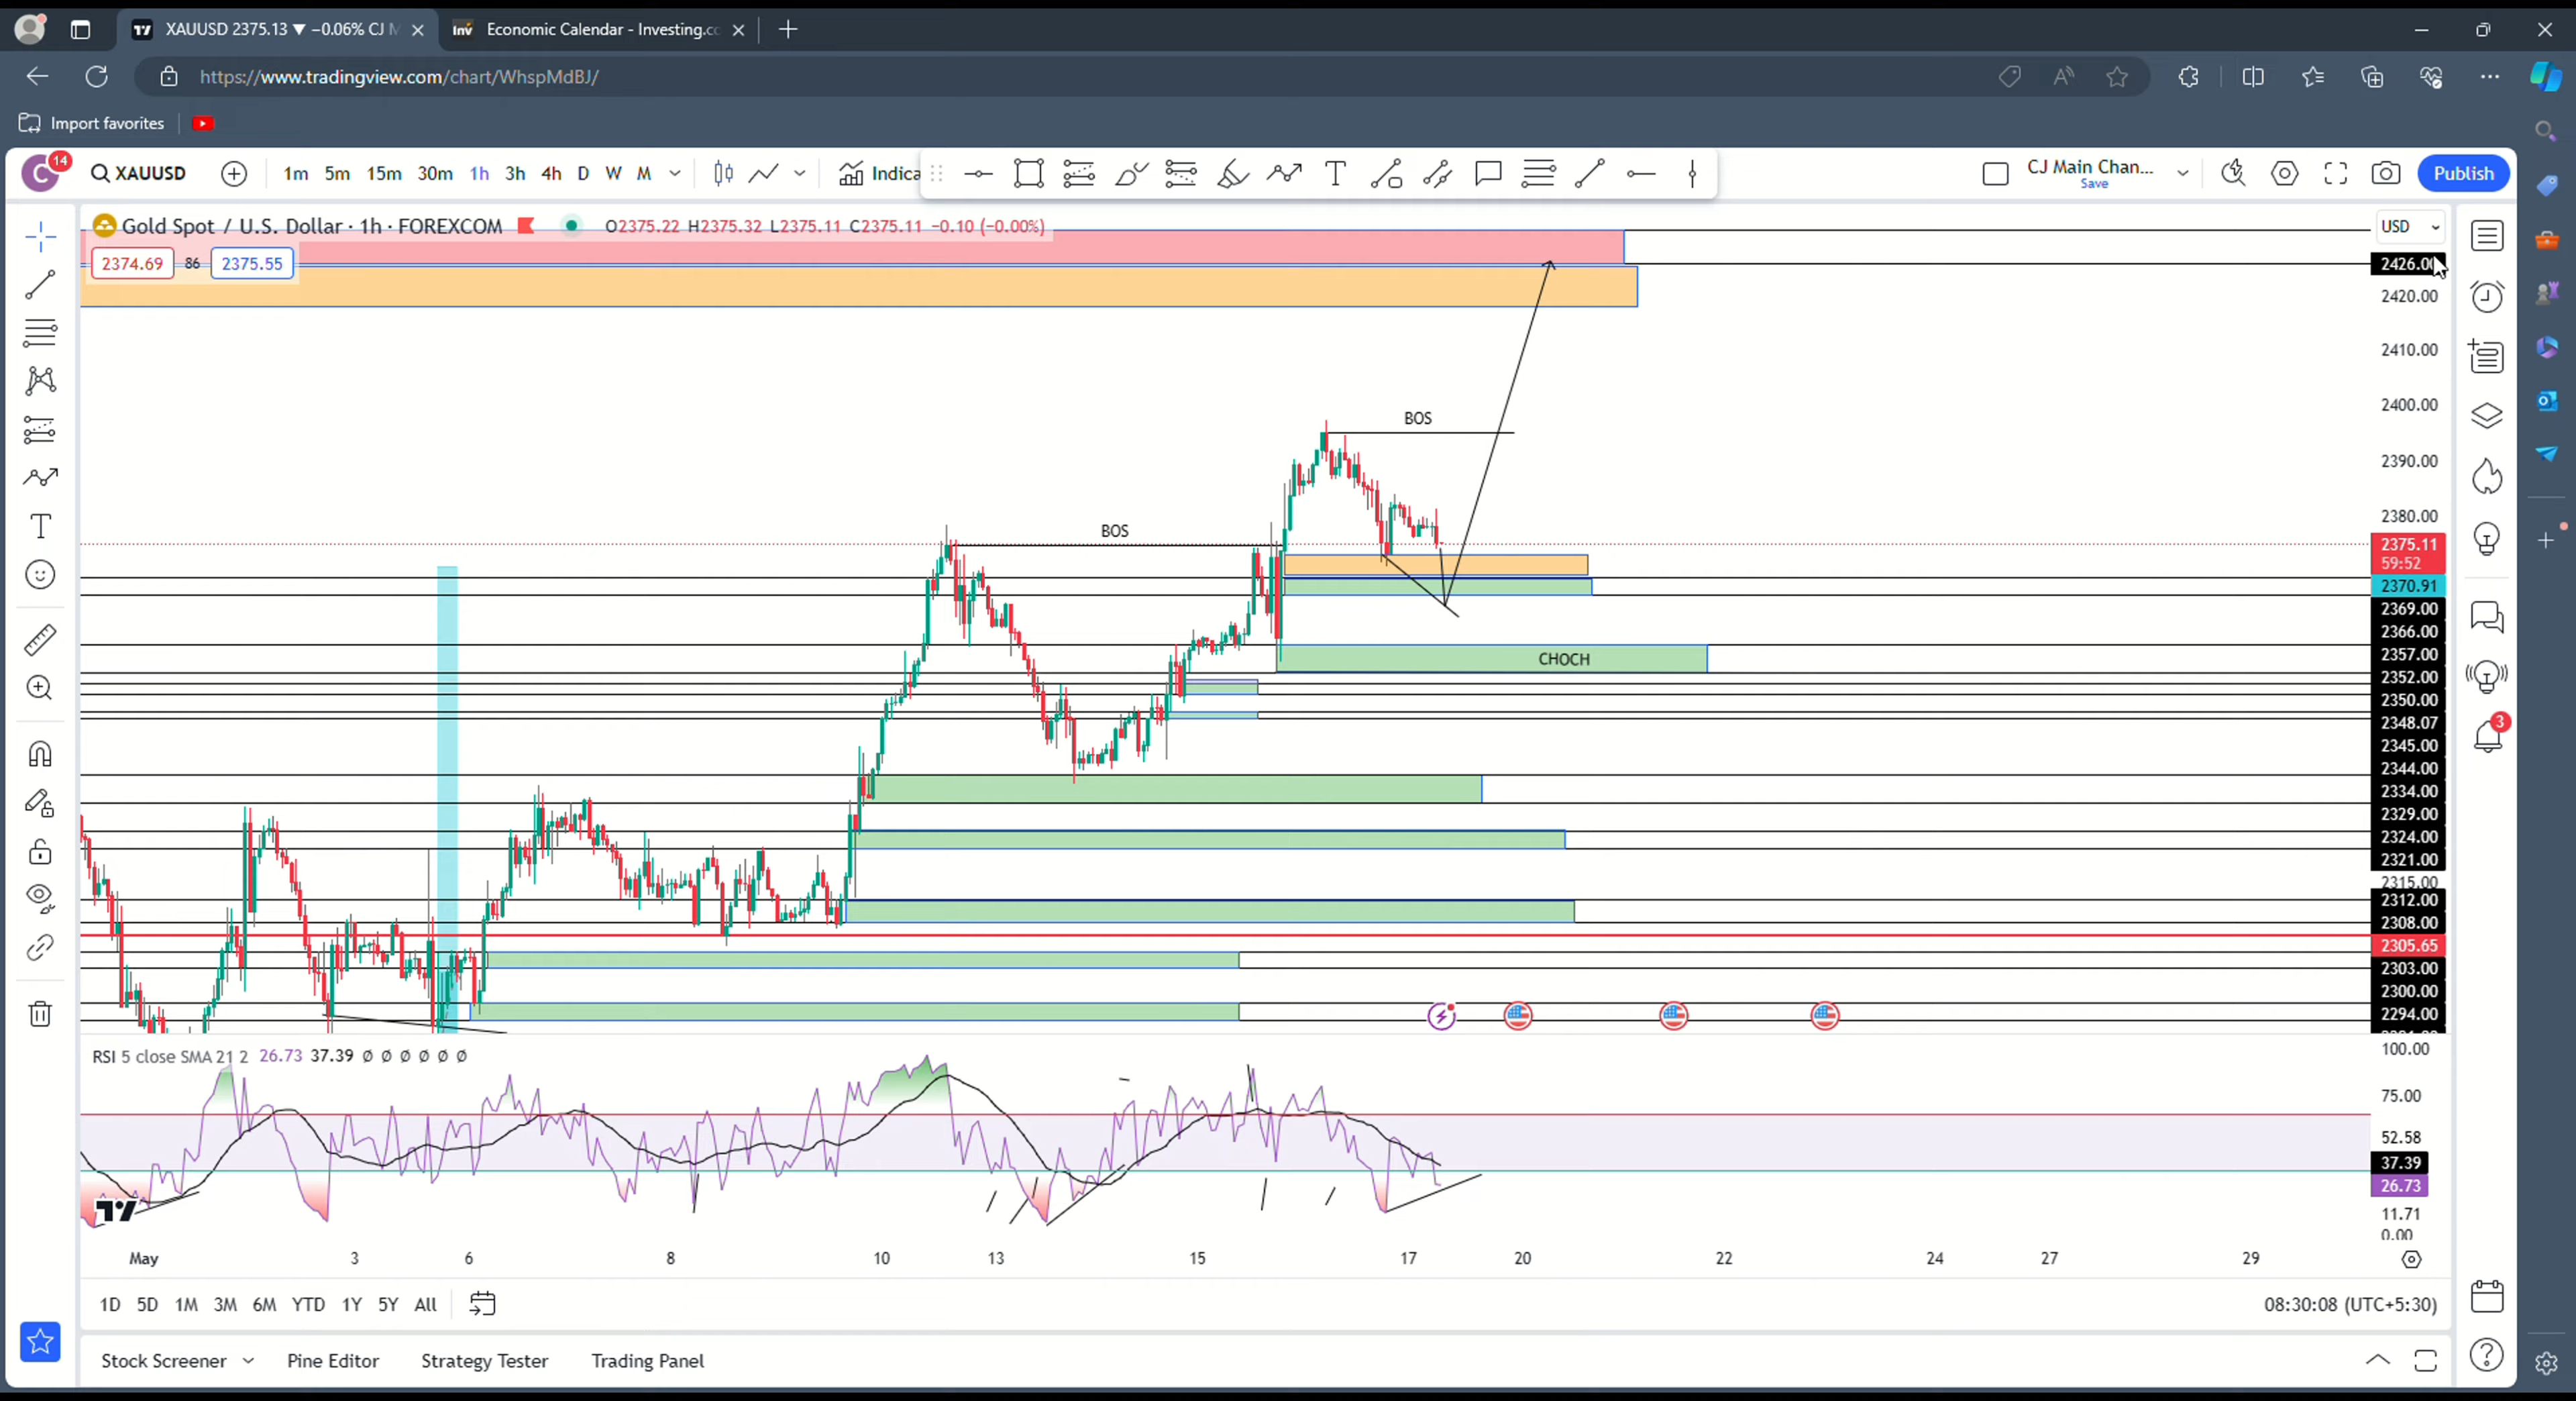 XAUUSD 2375.13 ▼ −0.06% CJ M
Economic Calendar - Investing.co
https://www.tradingview.com/chart/WhspMdBJ/
Import favorites
C 14 XAUUSD 1m 5m 15m 30m 1h 3h 4h D W M Indica CJ Main Chan... Save Publish
Gold Spot / U.S. Dollar · 1h · FOREXCOM O2375.22 H2375.32 L2375.11 C2375.11 −0.10 (−0.00%) USD
2374.69 86 2375.55
2426.00
2420.00
2410.00
2400.00
BOS
2390.00
2380.00
BOS
2375.11
59:52
2370.91
2369.00
2366.00
2357.00
CHOCH
2352.00
2350.00
2348.07
2345.00
2344.00
2334.00
2329.00
2324.00
2321.00
2315.00
2312.00
2308.00
2305.65
2303.00
2300.00
2294.00
3
RSI 5 close SMA 21 2 26.73 37.39 ø ø ø ø ø ø
100.00
75.00
52.58
37.39
26.73
11.71
0.00
May 3 6 8 10 13 15 17 20 22 24 27 29
1D 5D 1M 3M 6M YTD 1Y 5Y All 08:30:08 (UTC+5:30)
Stock Screener Pine Editor Strategy Tester Trading Panel